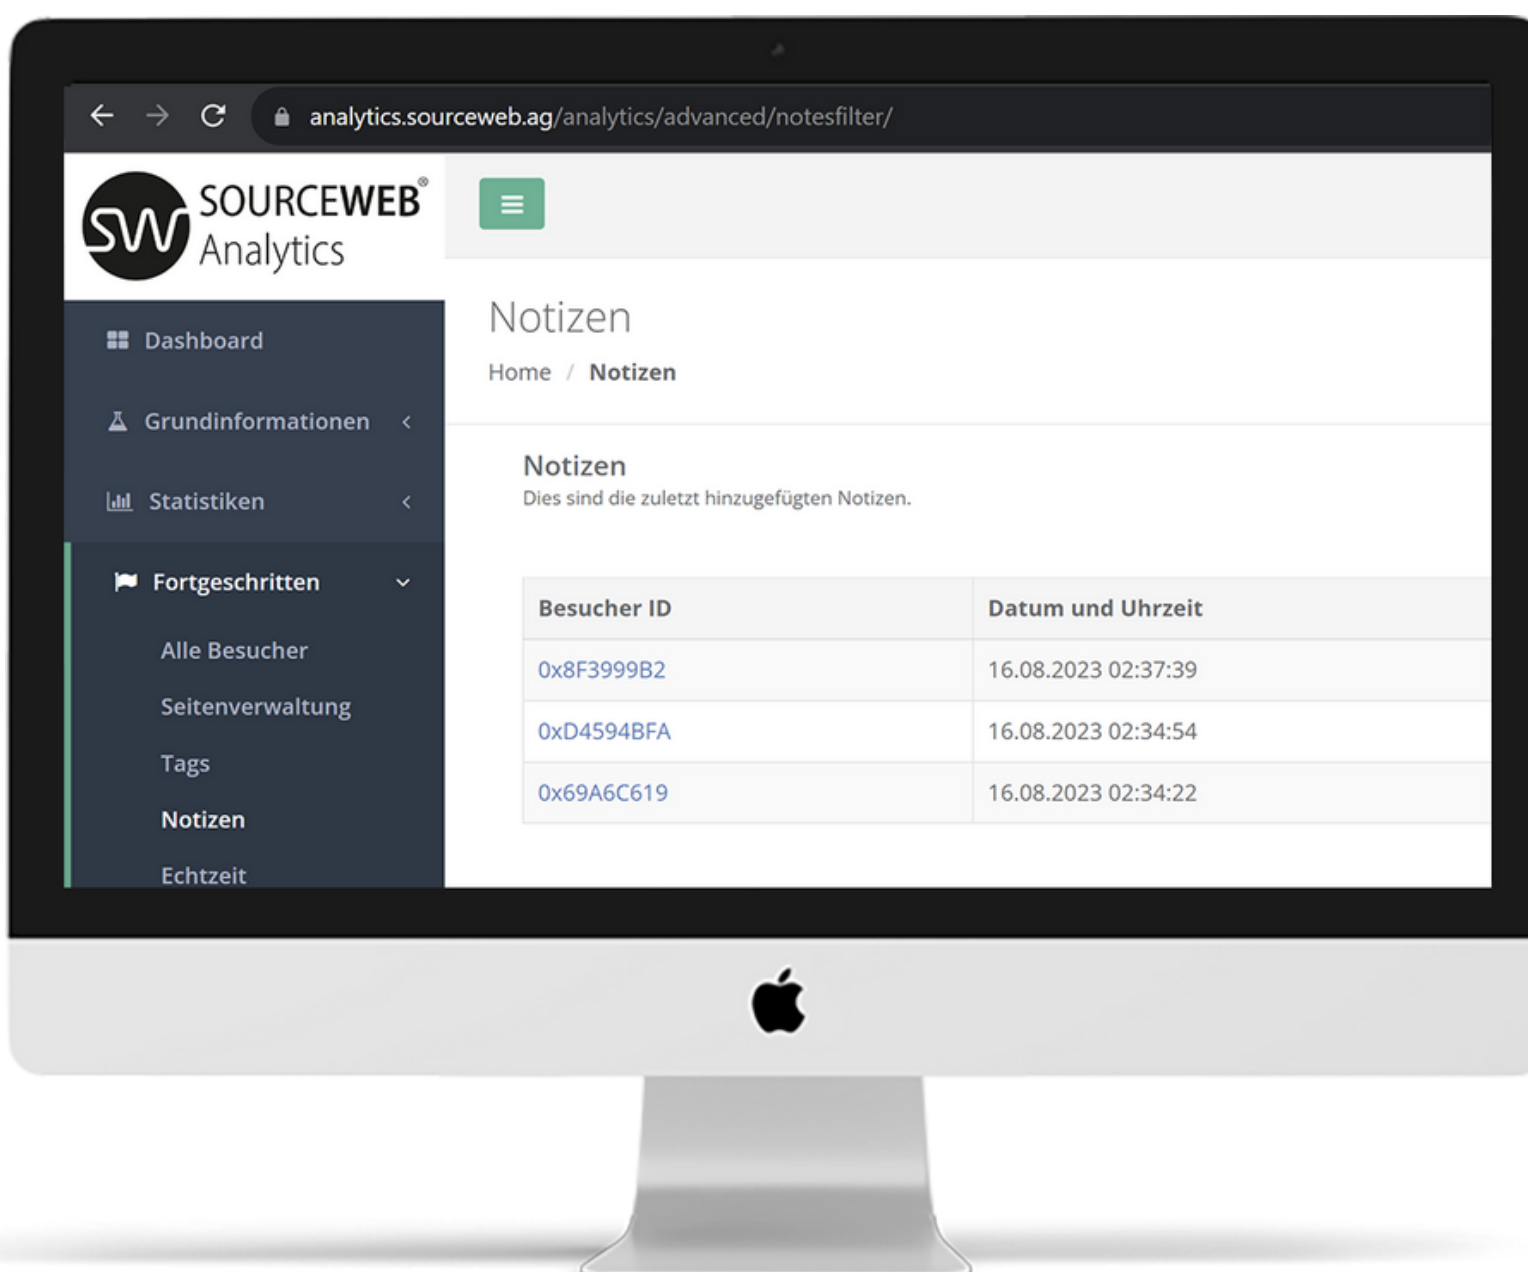 analytics.sourceweb.ag/analytics/advanced/notesfilter/
SW SOURCEWEB®
Analytics
Dashboard
Grundinformationen
Statistiken
Fortgeschritten
Alle Besucher
Seitenverwaltung
Tags
Notizen
Echtzeit
Notizen
Home / Notizen
Notizen
Dies sind die zuletzt hinzugefügten Notizen.
Besucher ID Datum und Uhrzeit
0x8F3999B2 16.08.2023 02:37:39
0xD4594BFA 16.08.2023 02:34:54
0x69A6C619 16.08.2023 02:34:22